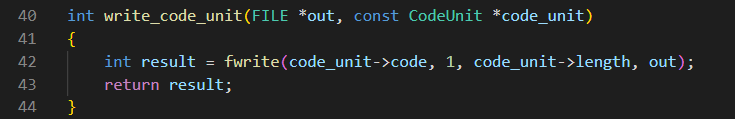 40 int write_code_unit(FILE *out, const CodeUnit *code_unit)
41 {
42     int result = fwrite(code_unit->code, 1, code_unit->length, out);
43     return result;
44 }